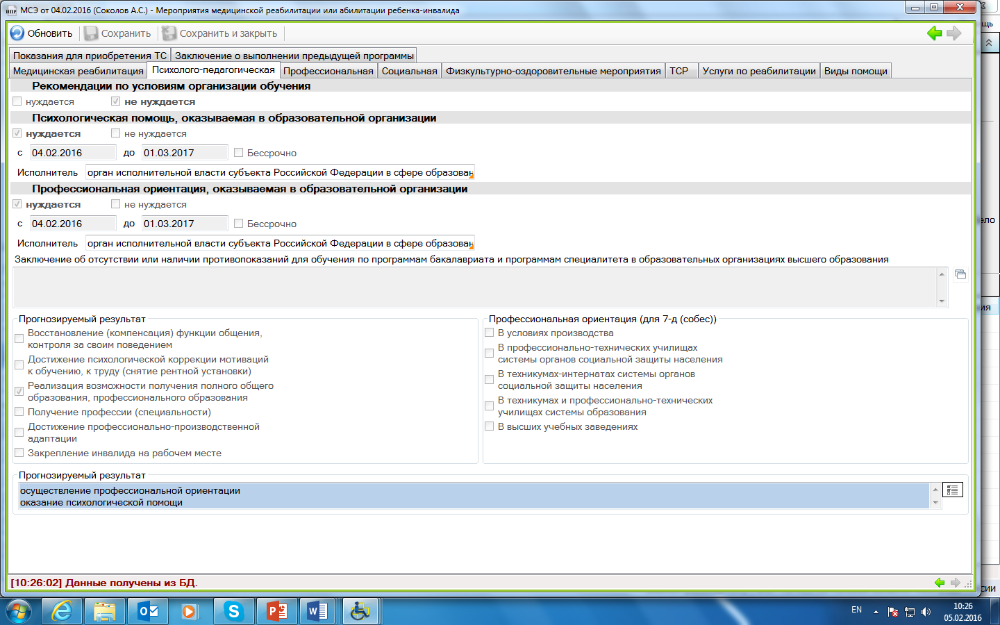 МСЭ от 04.02.2016 (Соколов А.С.) - Мероприятия медицинской реабилитации или абилитации ребенка-инвалида
Обновить Сохранить Сохранить и закрыть
щь
Показания для приобретения ТС Заключение о выполнении предыдущей программы
Медицинская реабилитация Психолого-педагогическая Профессиональная Социальная Физкультурно-оздоровительные мероприятия ТСР Услуги по реабилитации Виды помощи
Рекомендации по условиям организации обучения
нуждается не нуждается
Психологическая помощь, оказываемая в образовательной организации
нуждается не нуждается
с 04.02.2016 до 01.03.2017 Бессрочно
Исполнитель орган исполнительной власти субъекта Российской Федерации в сфере образован
Профессиональная ориентация, оказываемая в образовательной организации
нуждается не нуждается
с 04.02.2016 до 01.03.2017 Бессрочно
ело
Исполнитель орган исполнительной власти субъекта Российской Федерации в сфере образован
Заключение об отсутствии или наличии противопоказаний для обучения по программам бакалавриата и программам специалитета в образовательных организациях высшего образования
ия
Прогнозируемый результат
Восстановление (компенсация) функции общения,
контроля за своим поведением
Достижение психологической коррекции мотиваций
к обучению, к труду (снятие рентной установки)
Реализация возможности получения полного общего
образования, профессионального образования
Получение профессии (специальности)
Достижение профессионально-производственной
адаптации
Закрепление инвалида на рабочем месте
Профессиональная ориентация (для 7-д (собес))
В условиях производства
В профессионально-технических училищах
системы органов социальной защиты населения
В техникумах-интернатах системы органов
социальной защиты населения
В техникумах и профессионально-технических
училищах системы образования
В высших учебных заведениях
Прогнозируемый результат
осуществление профессиональной ориентации
оказание психологической помощи
[10:26:02] Данные получены из БД.
сии
EN 10:26
05.02.2016